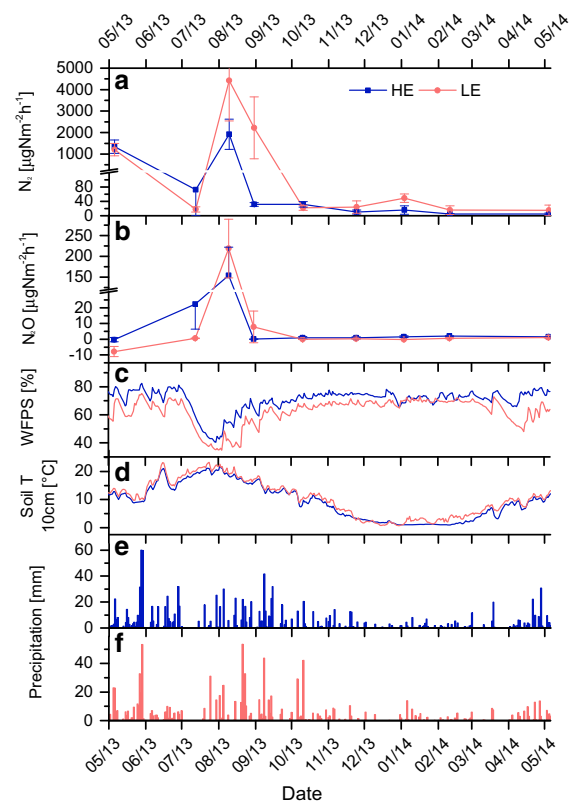 05/13 06/13 07/13 08/13 09/13 10/13 11/13 12/13 01/14 02/14 03/14 04/14 05/14
a
HE LE
5000
4000
3000
2000
1000
80
40
0
N₂ [µgNm⁻²h⁻¹]
b
250
200
150
20
10
0
-10
N₂O [µgNm⁻²h⁻¹]
c
80
60
40
WFPS [%]
d
20
10
0
Soil T
10cm [°C]
e
60
40
20
0
Precipitation [mm]
f
40
20
0
05/13 06/13 07/13 08/13 09/13 10/13 11/13 12/13 01/14 02/14 03/14 04/14 05/14
Date